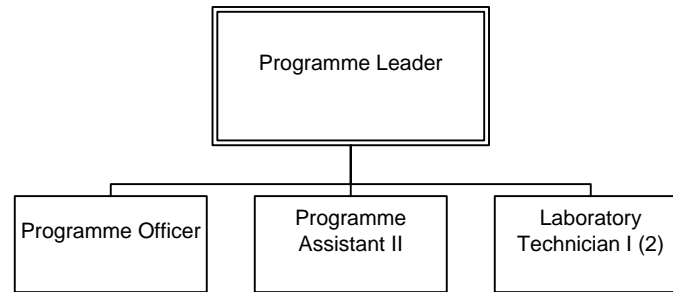 Programme Leader
Programme Officer
Programme
Assistant II
Laboratory
Technician I (2)